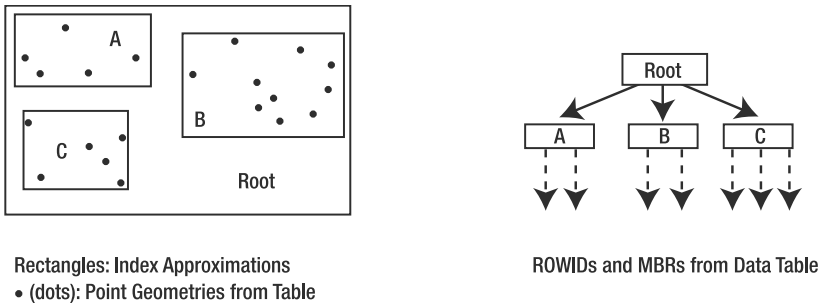 A
B
C
Root
Root
A B C
Rectangles: Index Approximations
• (dots): Point Geometries from Table
ROWIDs and MBRs from Data Table